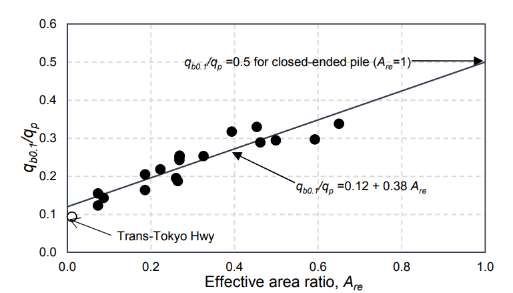 0.6
q_b0.1/q_p =0.5 for closed-ended pile (A_re=1)
0.5
0.4
q_b0.1/q_p
0.3
0.2
q_b0.1/q_p =0.12 + 0.38 A_re
0.1
Trans-Tokyo Hwy
0.0
0.0 0.2 0.4 0.6 0.8 1.0
Effective area ratio, A_re